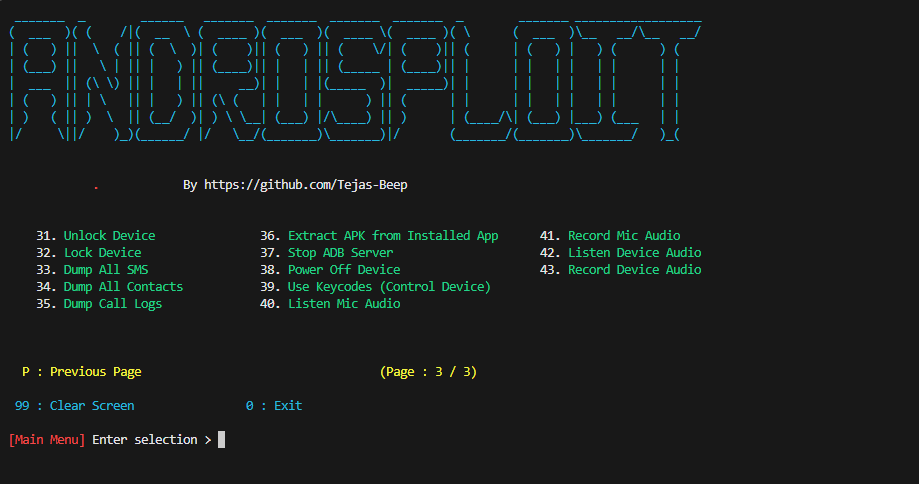 ANDROSPLOIT
. By https://github.com/Tejas-Beep
31. Unlock Device 36. Extract APK from Installed App 41. Record Mic Audio
32. Lock Device 37. Stop ADB Server 42. Listen Device Audio
33. Dump All SMS 38. Power Off Device 43. Record Device Audio
34. Dump All Contacts 39. Use Keycodes (Control Device)
35. Dump Call Logs 40. Listen Mic Audio
P : Previous Page (Page : 3 / 3)
99 : Clear Screen 0 : Exit
[Main Menu] Enter selection >